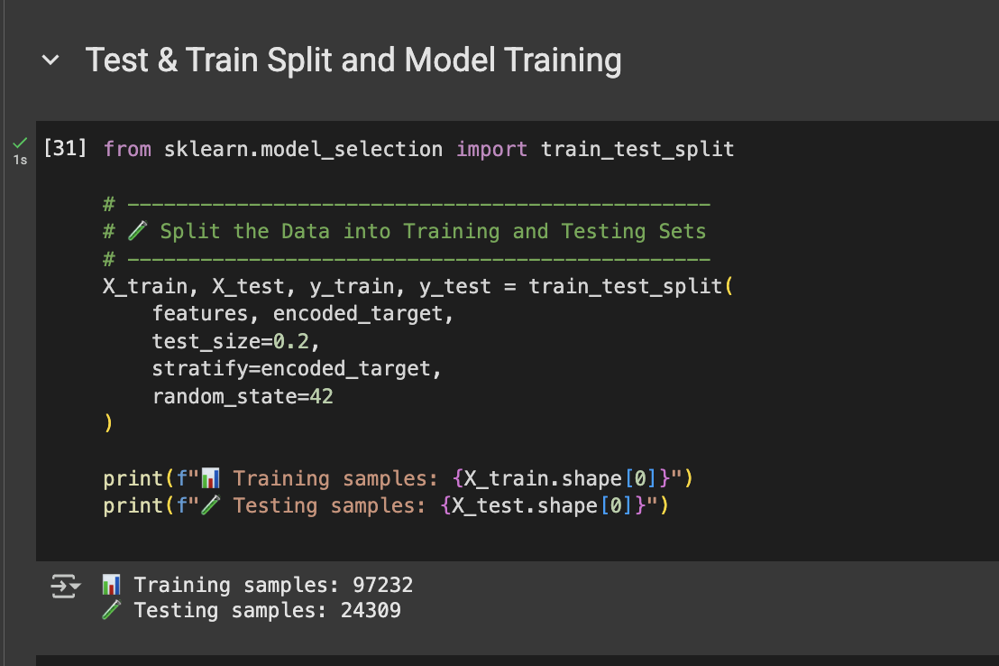 Test & Train Split and Model Training
1s
[31] from sklearn.model_selection import train_test_split
# ------------------------------------------------
# 🧪 Split the Data into Training and Testing Sets
# ------------------------------------------------
X_train, X_test, y_train, y_test = train_test_split(
    features, encoded_target,
    test_size=0.2,
    stratify=encoded_target,
    random_state=42
)
print(f"📊 Training samples: {X_train.shape[0]}")
print(f"🧪 Testing samples: {X_test.shape[0]}")
📊 Training samples: 97232
🧪 Testing samples: 24309